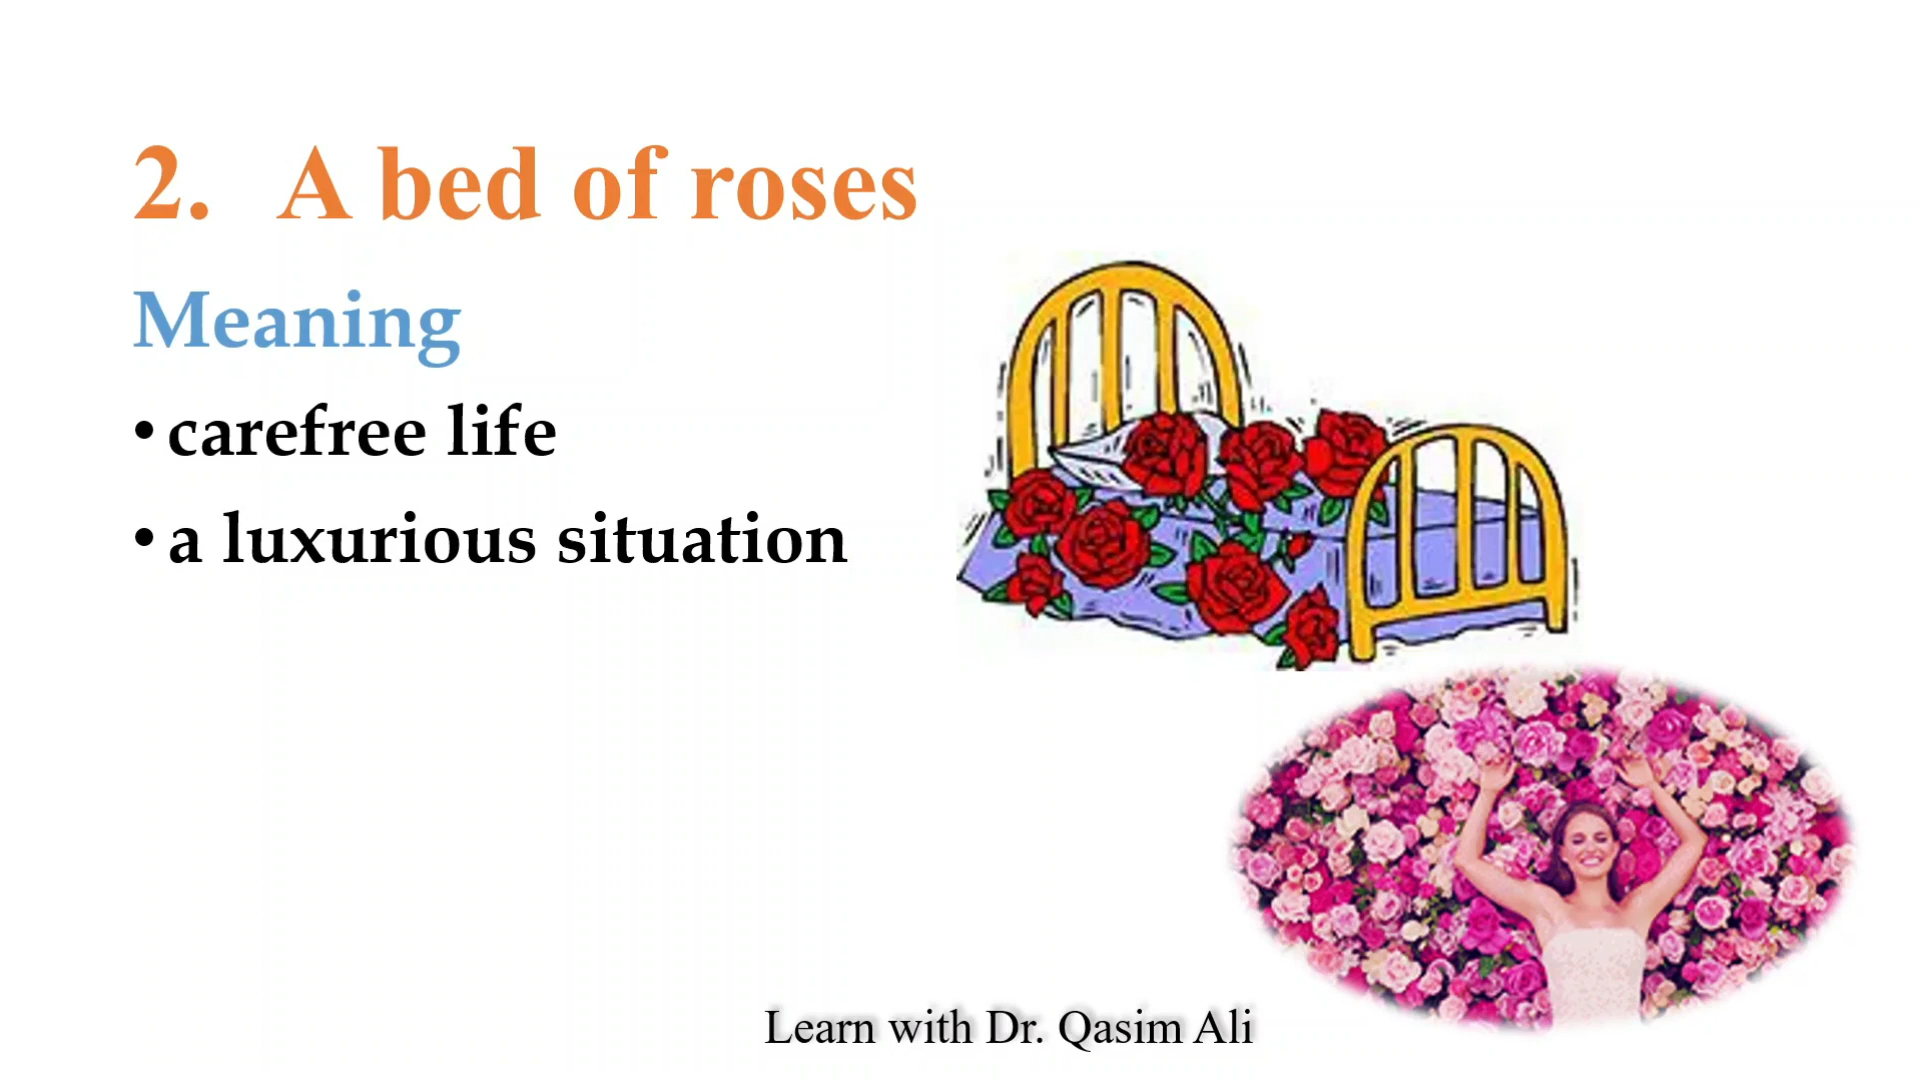 2. A bed of roses
Meaning
• carefree life
• a luxurious situation
Learn with Dr. Qasim Ali